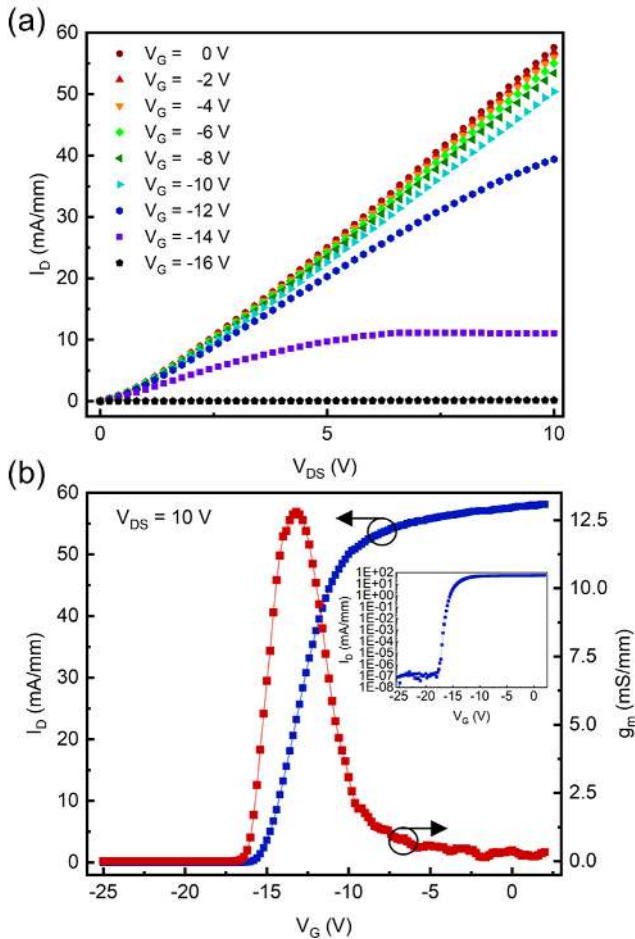 (a)
60
50
40
30
20
10
0
I_D (mA/mm)
V_G = 0 V
V_G = -2 V
V_G = -4 V
V_G = -6 V
V_G = -8 V
V_G = -10 V
V_G = -12 V
V_G = -14 V
V_G = -16 V
0 5 10
V_DS (V)
(b)
V_DS = 10 V
60
50
40
30
20
10
0
I_D (mA/mm)
12.5
10.0
7.5
5.0
2.5
0.0
g_m (mS/mm)
1E+02
1E+01
1E+00
1E-01
1E-02
1E-03
1E-04
1E-05
1E-06
1E-07
1E-08
I_D (mA/mm)
-25 -20 -15 -10 -5 0
V_G (V)
-25 -20 -15 -10 -5 0
V_G (V)